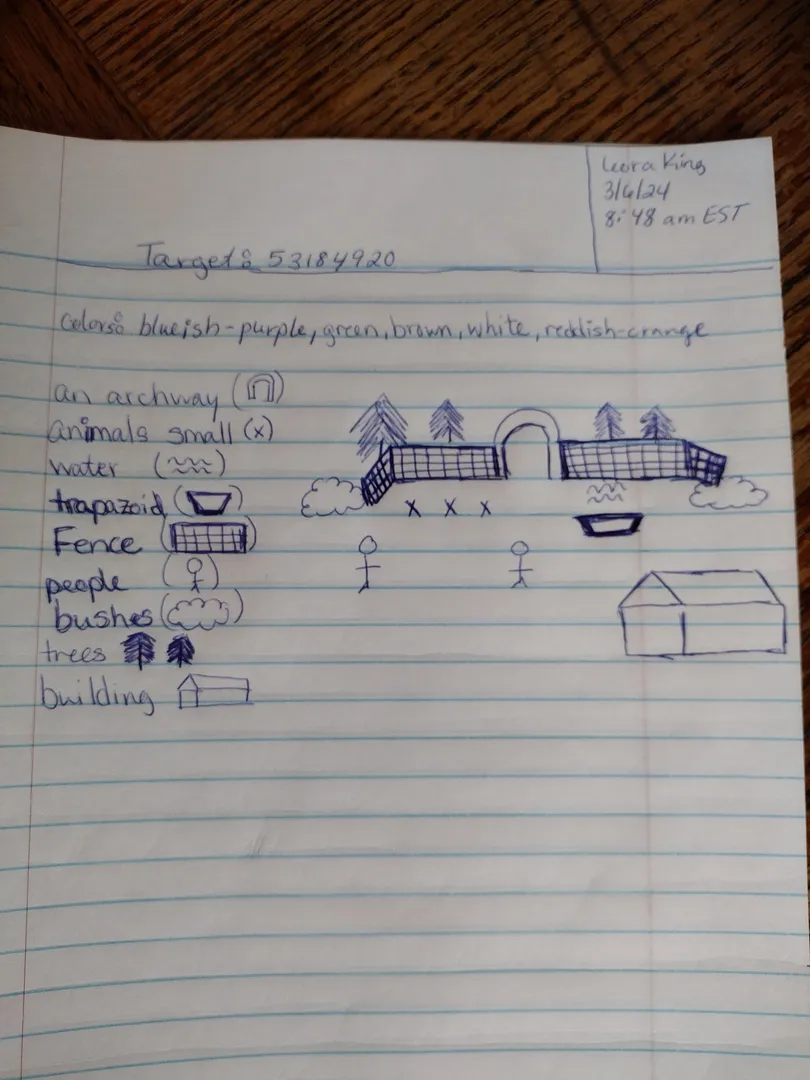 Leora King
3/6/24
8:48 am EST
Target: 53184920
Colors: blueish-purple, green, brown, white, reddish-orange
an archway ( )
animals small (x)
water ( )
trapazoid ( )
Fence ( )
people ( )
bushes ( )
trees
building
x x x